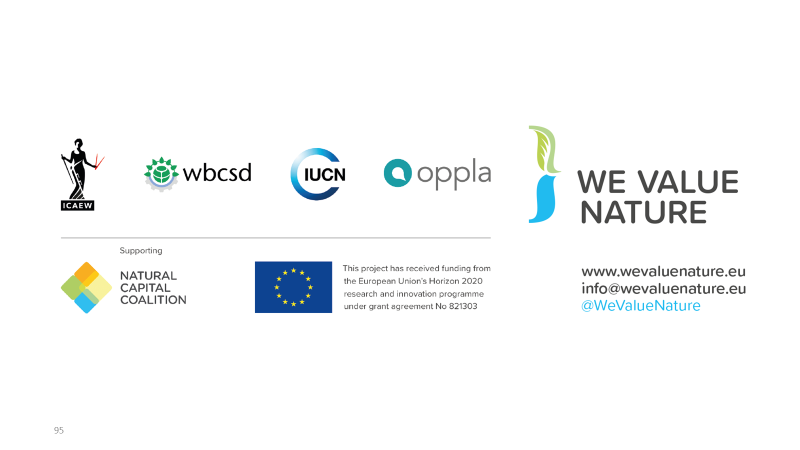 ICAEW
wbcsd
IUCN
oppla
WE VALUE
NATURE
Supporting
NATURAL
CAPITAL
COALITION
This project has received funding from
the European Union's Horizon 2020
research and innovation programme
under grant agreement No 821303
www.wevaluenature.eu
info@wevaluenature.eu
@WeValueNature
95